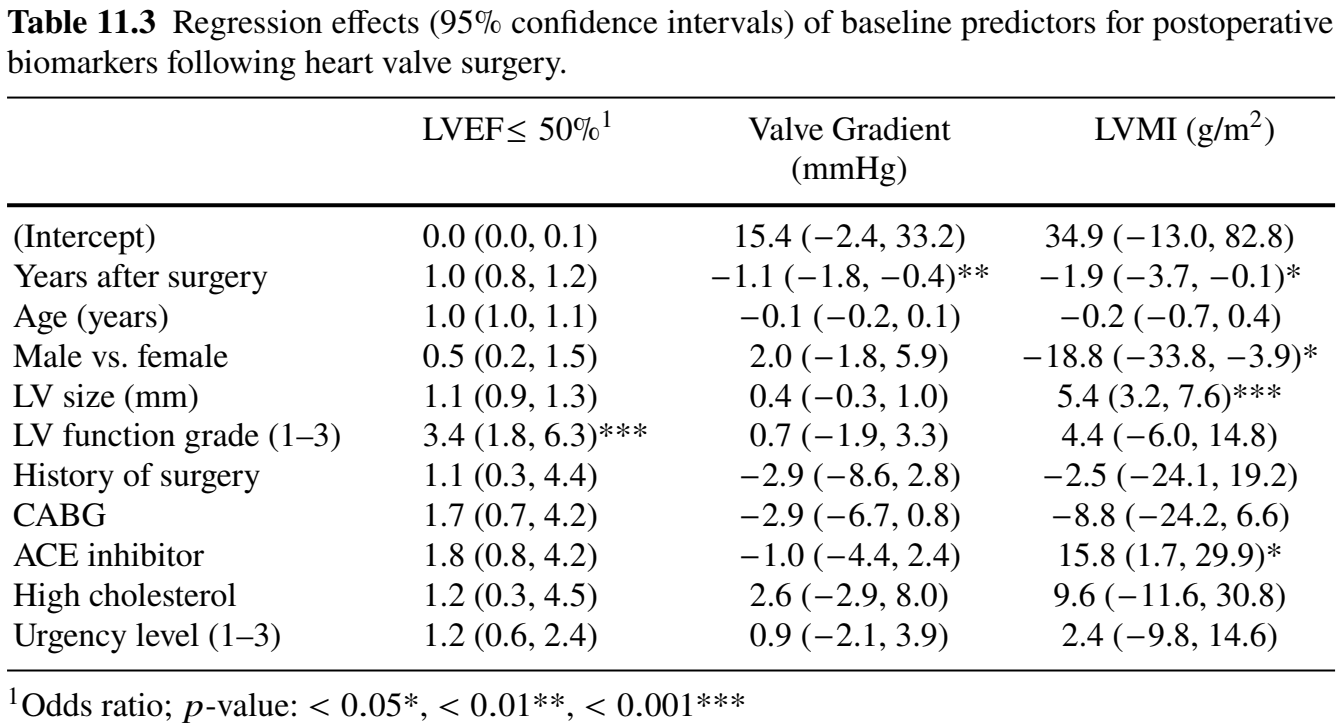 Table 11.3 Regression effects (95% confidence intervals) of baseline predictors for postoperative
biomarkers following heart valve surgery.
LVEF≤ 50%¹ Valve Gradient LVMI (g/m²)
(mmHg)
(Intercept) 0.0 (0.0, 0.1) 15.4 (−2.4, 33.2) 34.9 (−13.0, 82.8)
Years after surgery 1.0 (0.8, 1.2) −1.1 (−1.8, −0.4)** −1.9 (−3.7, −0.1)*
Age (years) 1.0 (1.0, 1.1) −0.1 (−0.2, 0.1) −0.2 (−0.7, 0.4)
Male vs. female 0.5 (0.2, 1.5) 2.0 (−1.8, 5.9) −18.8 (−33.8, −3.9)*
LV size (mm) 1.1 (0.9, 1.3) 0.4 (−0.3, 1.0) 5.4 (3.2, 7.6)***
LV function grade (1–3) 3.4 (1.8, 6.3)*** 0.7 (−1.9, 3.3) 4.4 (−6.0, 14.8)
History of surgery 1.1 (0.3, 4.4) −2.9 (−8.6, 2.8) −2.5 (−24.1, 19.2)
CABG 1.7 (0.7, 4.2) −2.9 (−6.7, 0.8) −8.8 (−24.2, 6.6)
ACE inhibitor 1.8 (0.8, 4.2) −1.0 (−4.4, 2.4) 15.8 (1.7, 29.9)*
High cholesterol 1.2 (0.3, 4.5) 2.6 (−2.9, 8.0) 9.6 (−11.6, 30.8)
Urgency level (1–3) 1.2 (0.6, 2.4) 0.9 (−2.1, 3.9) 2.4 (−9.8, 14.6)
¹Odds ratio; p-value: < 0.05*, < 0.01**, < 0.001***